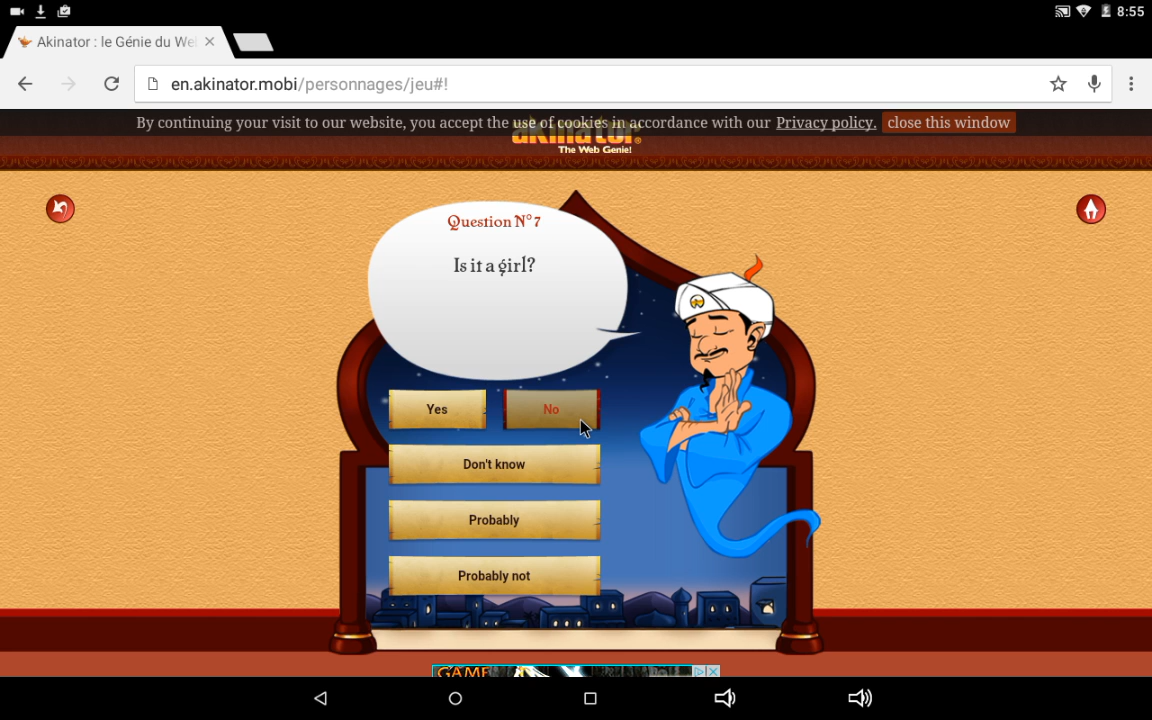 8:55
Akinator : le Génie du We
en.akinator.mobi/personnages/jeu#!
By continuing your visit to our website, you accept the use of cookies in accordance with our Privacy policy. close this window
akinator
The Web Genie!
Question N° 7
Is it a girl?
Yes
No
Don't know
Probably
Probably not
GAME